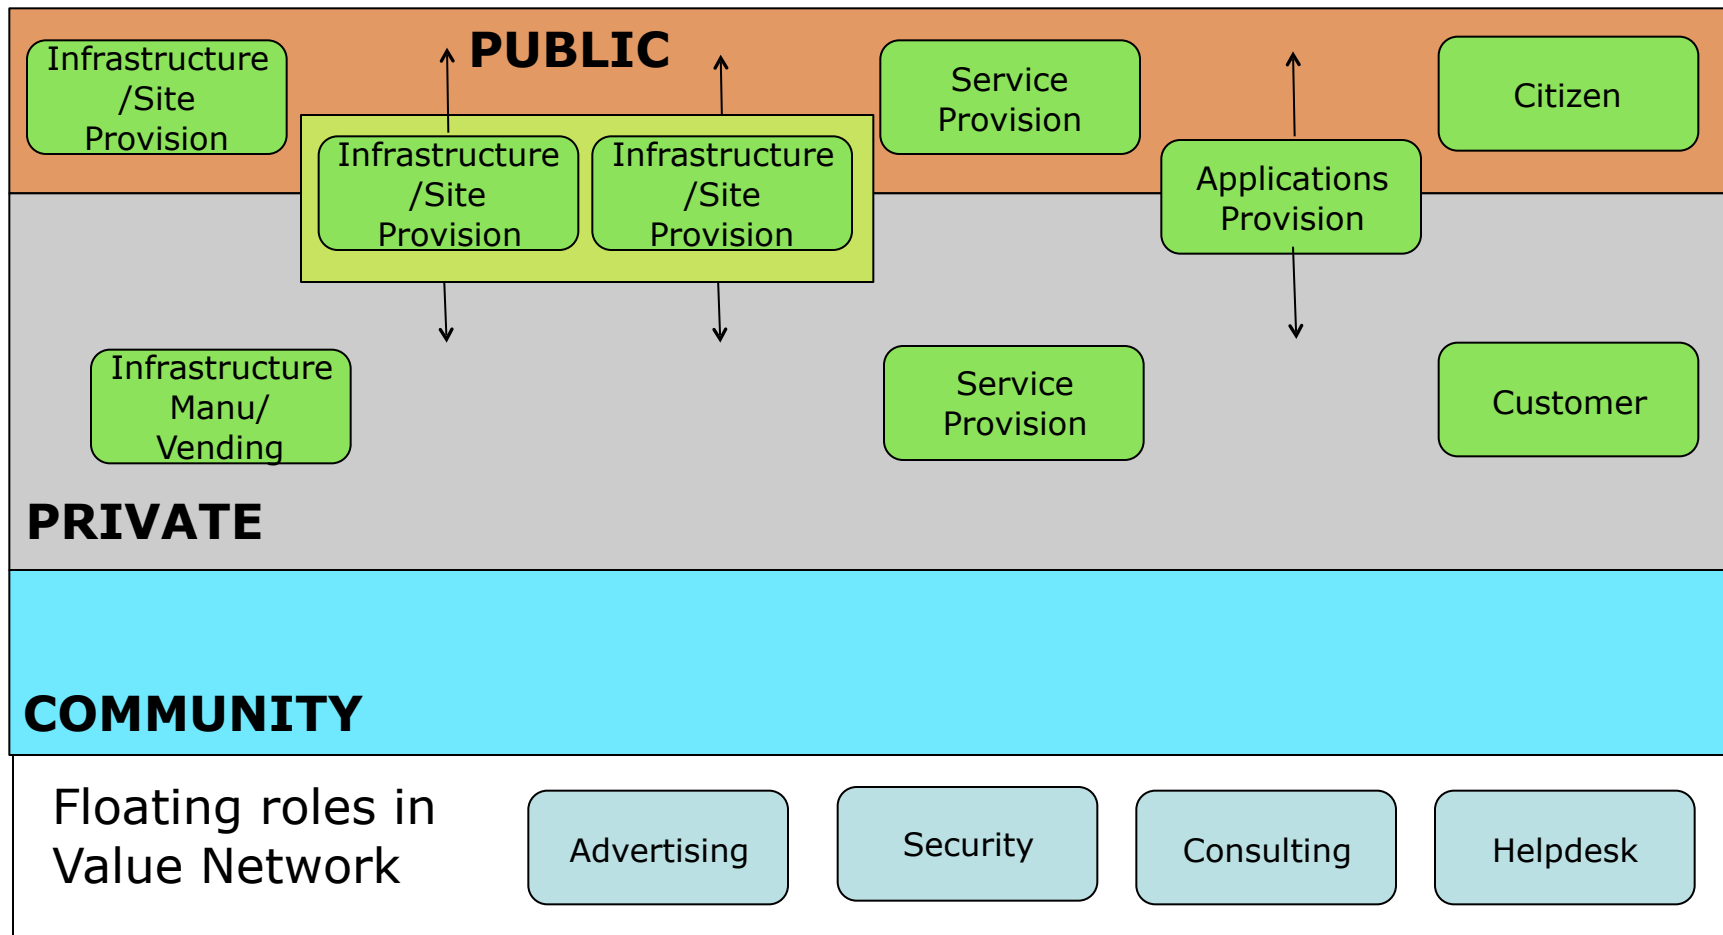 PUBLIC
Infrastructure
/Site
Provision
Infrastructure
/Site
Provision
Infrastructure
/Site
Provision
Service
Provision
Applications
Provision
Citizen
Infrastructure
Manu/
Vending
Service
Provision
Customer
PRIVATE
COMMUNITY
Floating roles in
Value Network
Advertising
Security
Consulting
Helpdesk